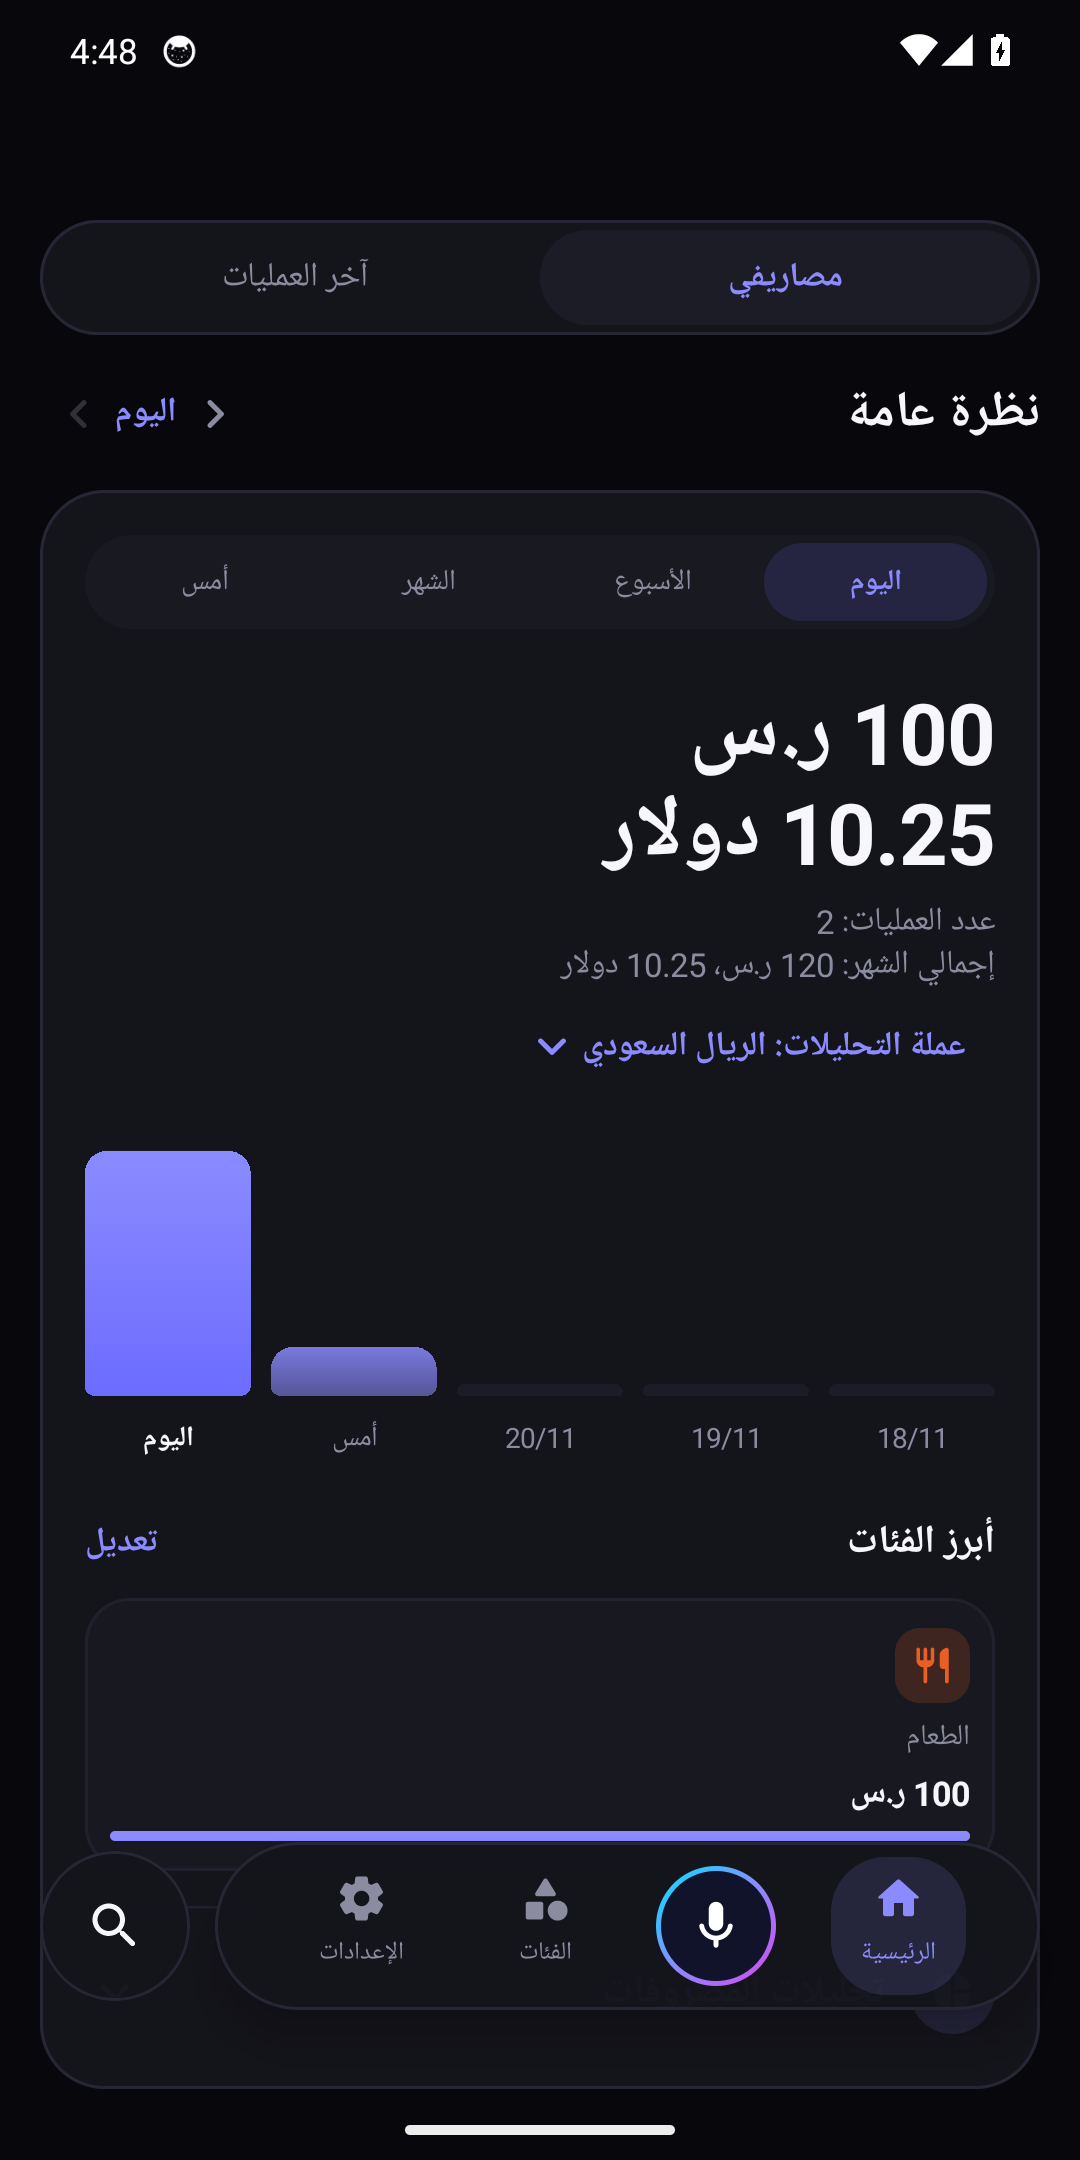 4:48
مصاريفي
آخر العمليات
نظرة عامة
اليوم
اليوم
الأسبوع
الشهر
أمس
100 ر.س
10.25 دولار
عدد العمليات: 2
إجمالي الشهر: 120 ر.س، 10.25 دولار
عملة التحليلات: الريال السعودي
18/11
19/11
20/11
أمس
اليوم
أبرز الفئات
تعديل
الطعام
100 ر.س
الرئيسية
الفئات
الإعدادات